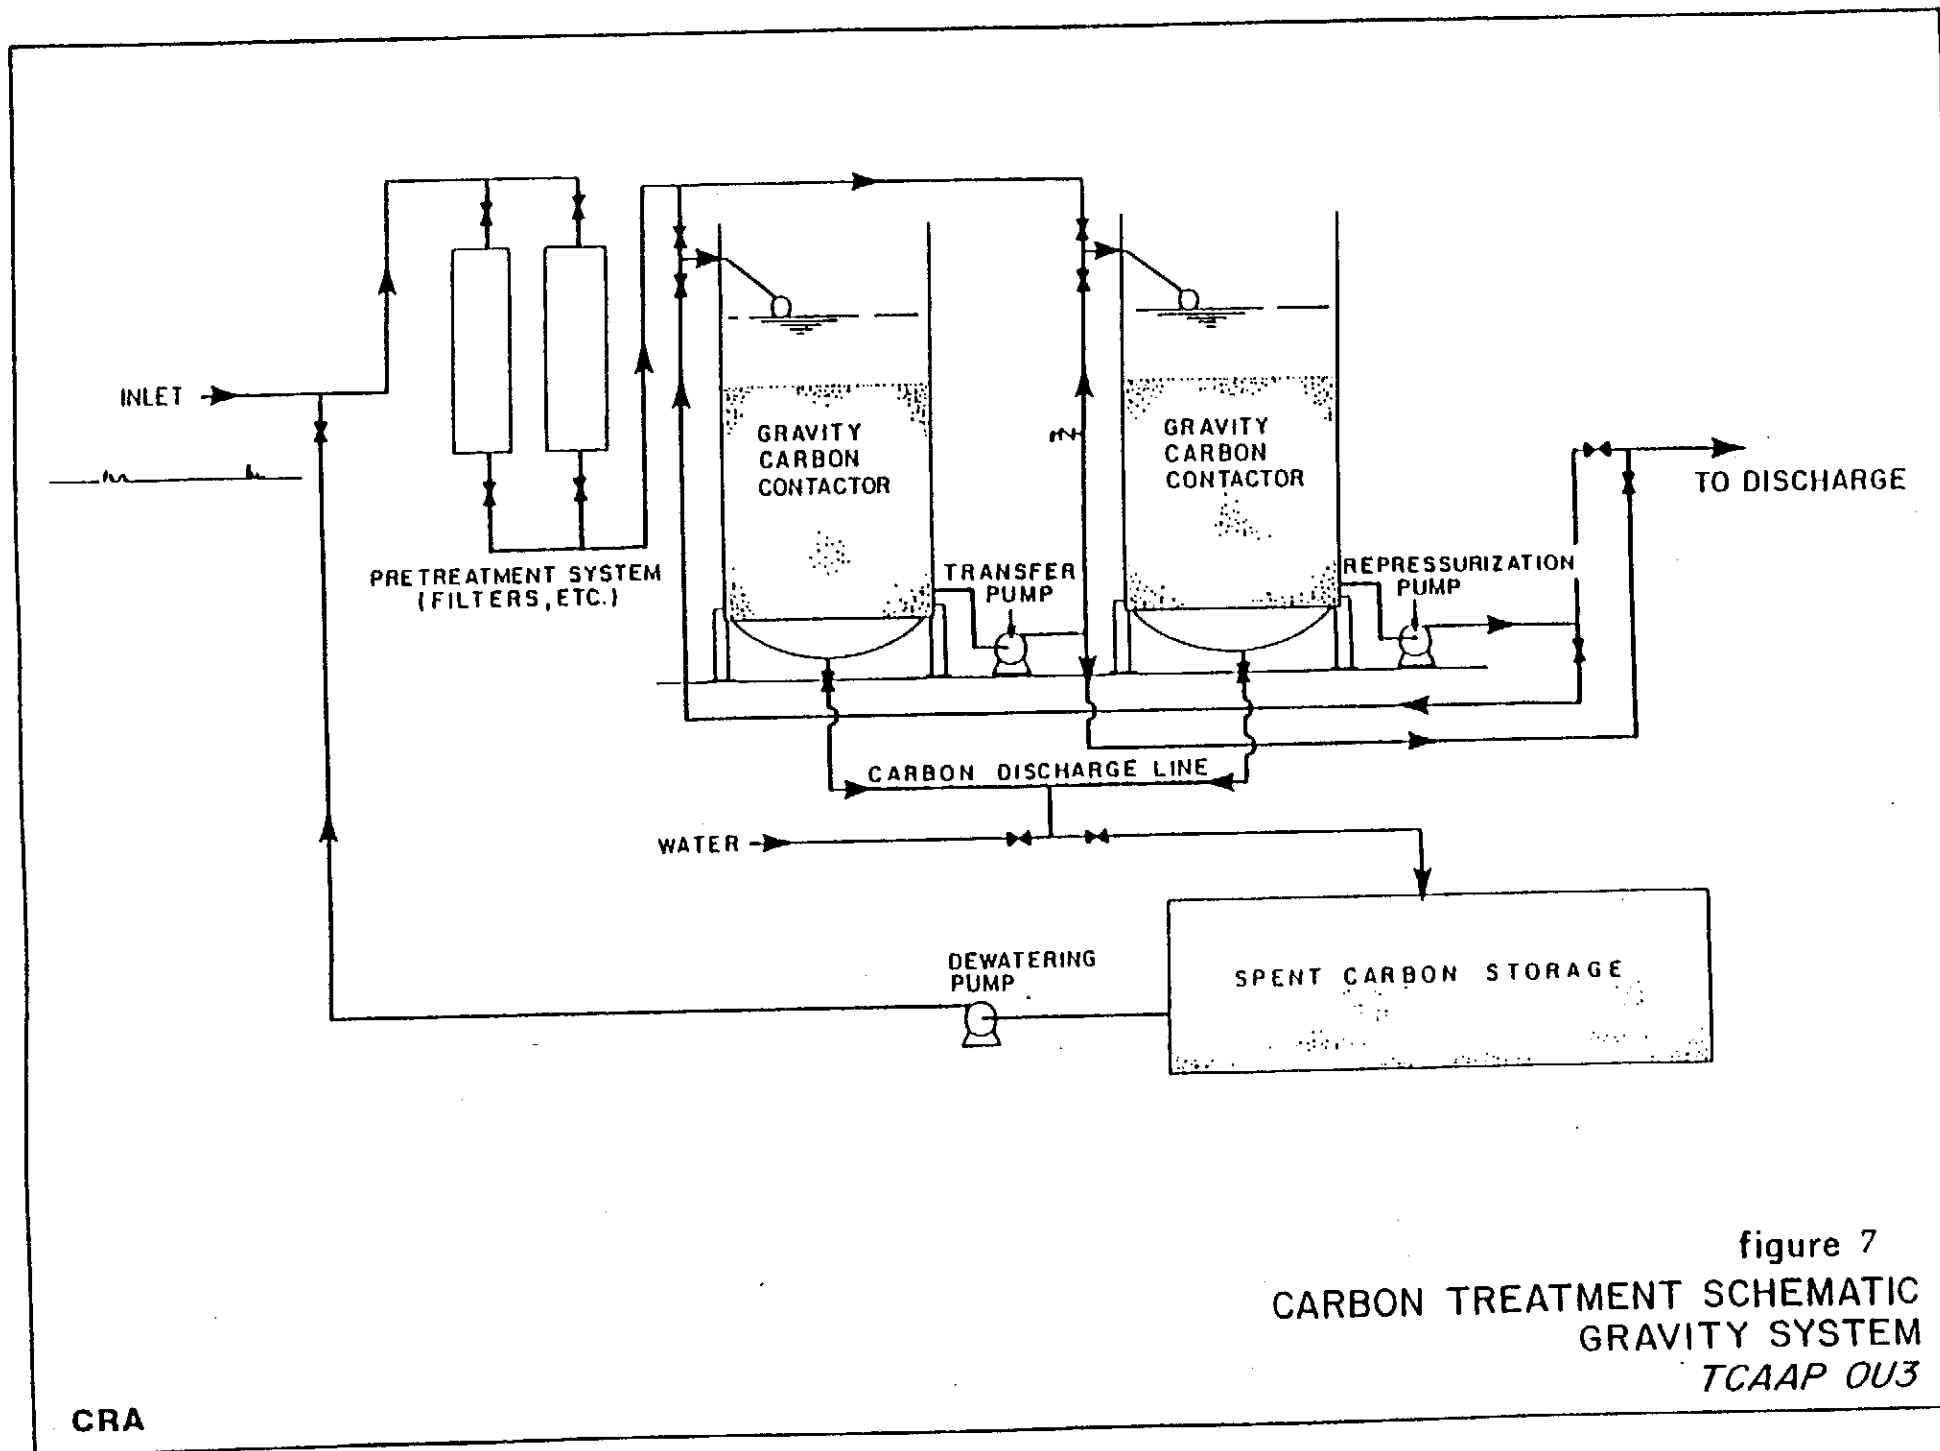 INLET
PRETREATMENT SYSTEM
(FILTERS, ETC.)
GRAVITY
CARBON
CONTACTOR
TRANSFER
PUMP
GRAVITY
CARBON
CONTACTOR
REPRESSURIZATION
PUMP
TO DISCHARGE
CARBON DISCHARGE LINE
WATER
DEWATERING
PUMP
SPENT CARBON STORAGE
figure 7
CARBON TREATMENT SCHEMATIC
GRAVITY SYSTEM
TCAAP OU3
CRA